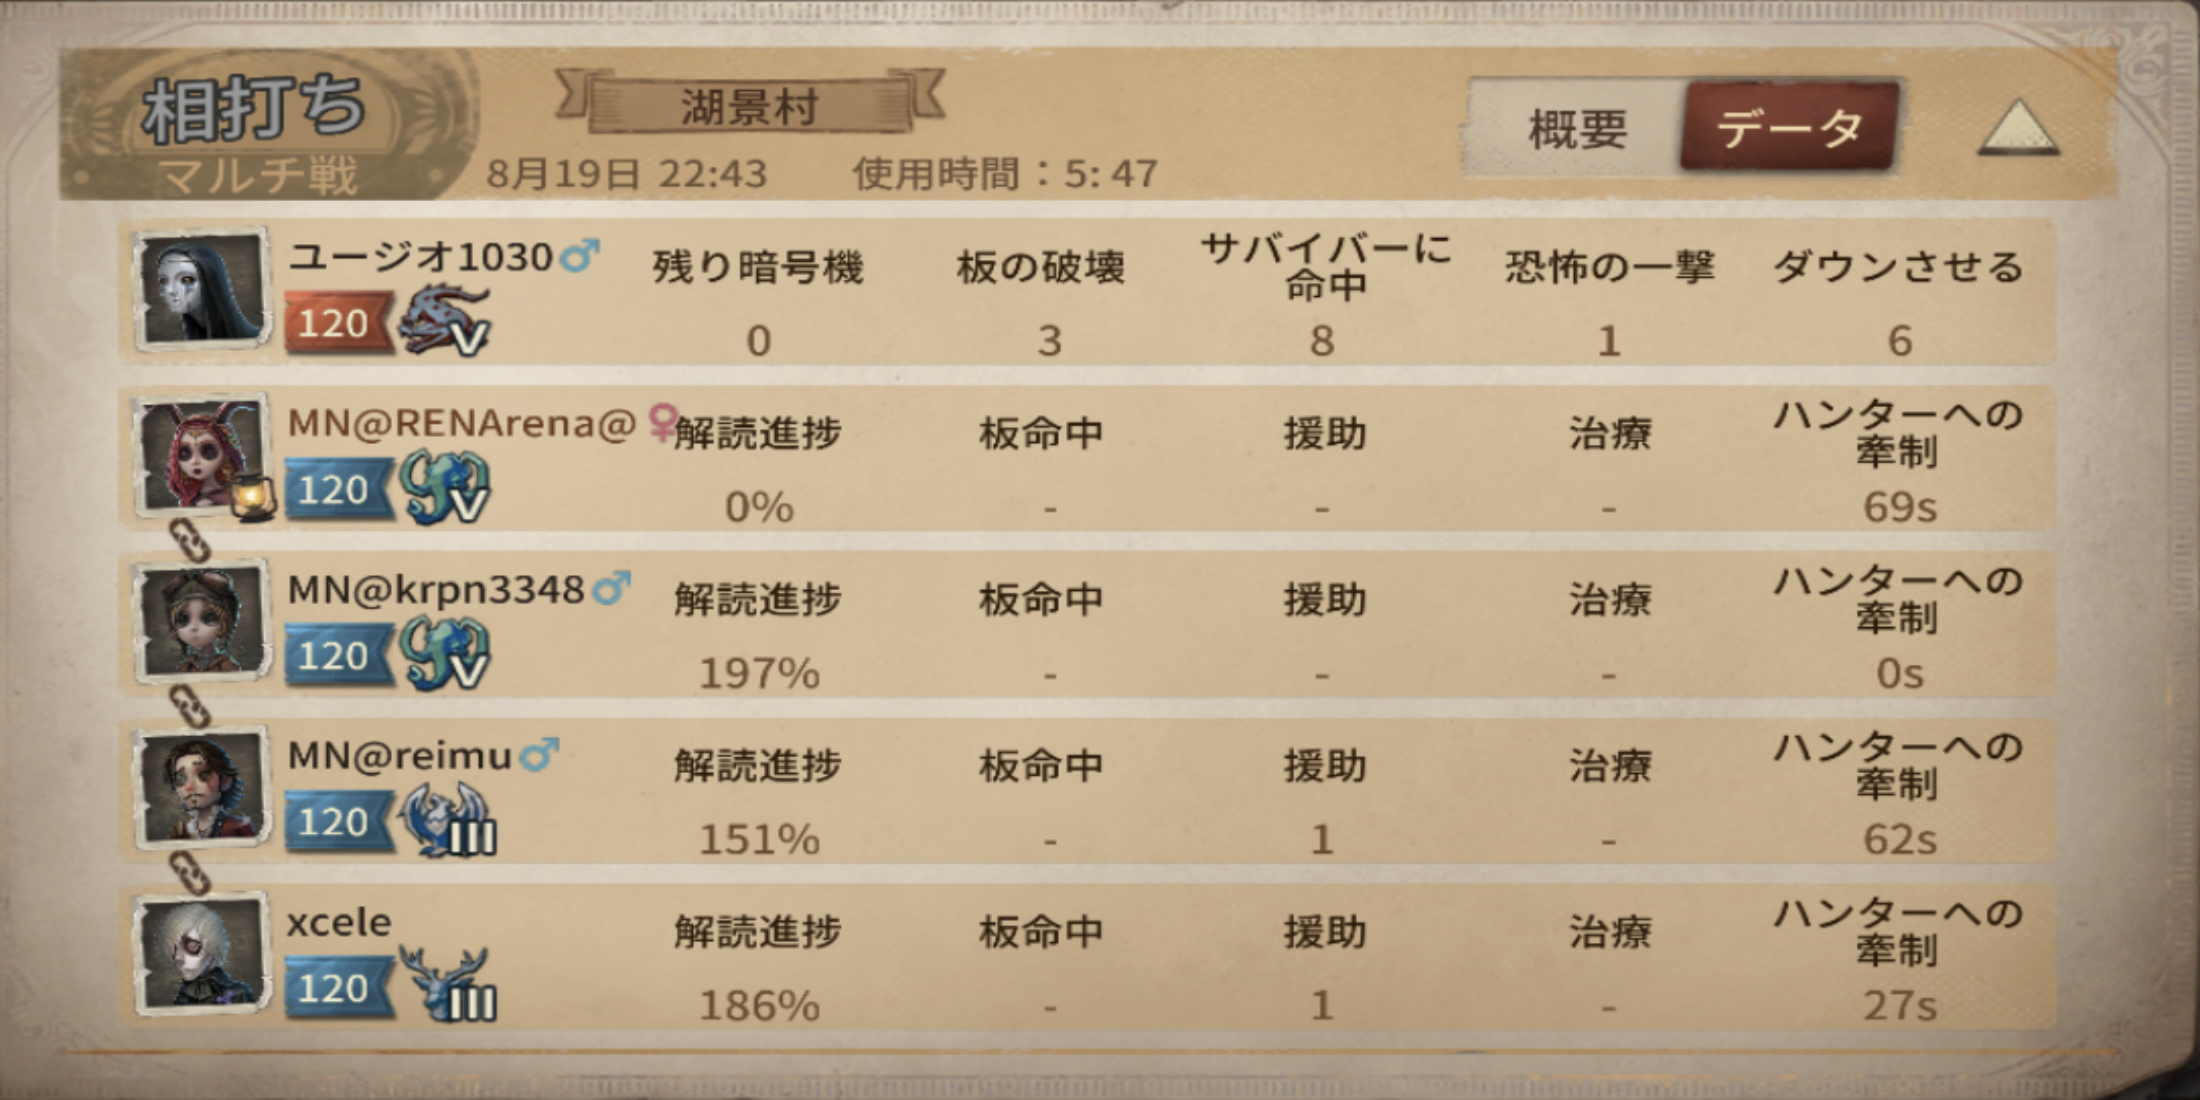 相打ち
マルチ戦
湖景村
8月19日 22:43 使用時間：5:47
概要 データ
ユージオ1030♂
120 V
残り暗号機 板の破壊 サバイバーに命中 恐怖の一撃 ダウンさせる
0 3 8 1 6
MN@RENArena@♀
120 V
解読進捗 板命中 援助 治療 ハンターへの牽制
0% - - - 69s
MN@krpn3348♂
120 V
解読進捗 板命中 援助 治療 ハンターへの牽制
197% - - - 0s
MN@reimu♂
120 III
解読進捗 板命中 援助 治療 ハンターへの牽制
151% - 1 - 62s
xcele
120 III
解読進捗 板命中 援助 治療 ハンターへの牽制
186% - 1 - 27s